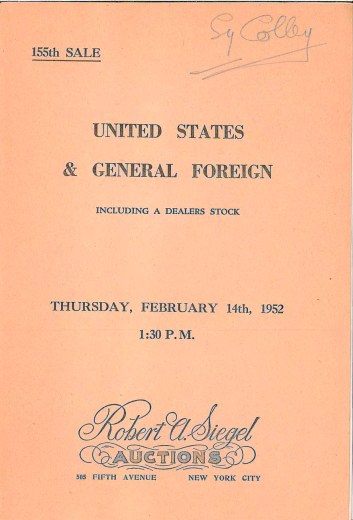 Sy Colley
155th SALE
UNITED STATES
& GENERAL FOREIGN
INCLUDING A DEALERS STOCK
THURSDAY, FEBRUARY 14th, 1952
1:30 P.M.
Robert A. Siegel
AUCTIONS
505 FIFTH AVENUE NEW YORK CITY